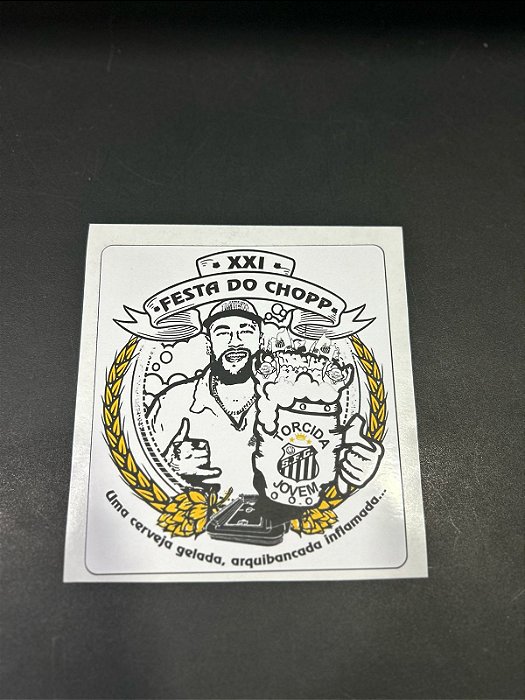 XXI
FESTA DO CHOPP
TORCIDA
JOVEM
Uma cerveja gelada, arquibancada inflamada...